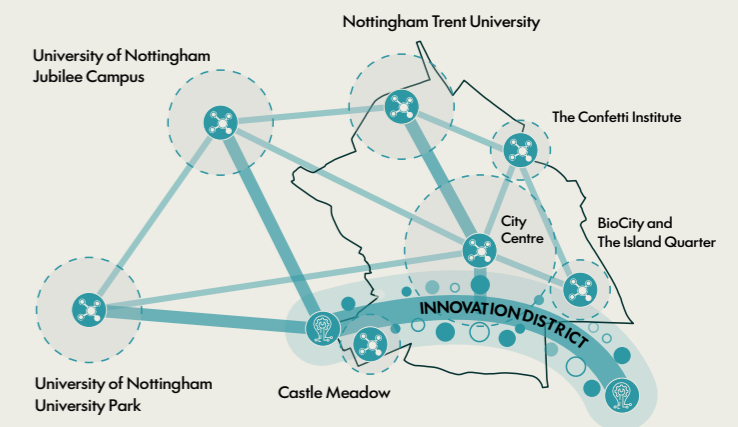 Nottingham Trent University
University of Nottingham
Jubilee Campus
The Confetti Institute
City
Centre
BioCity and
The Island Quarter
INNOVATION DISTRICT
University of Nottingham
University Park
Castle Meadow